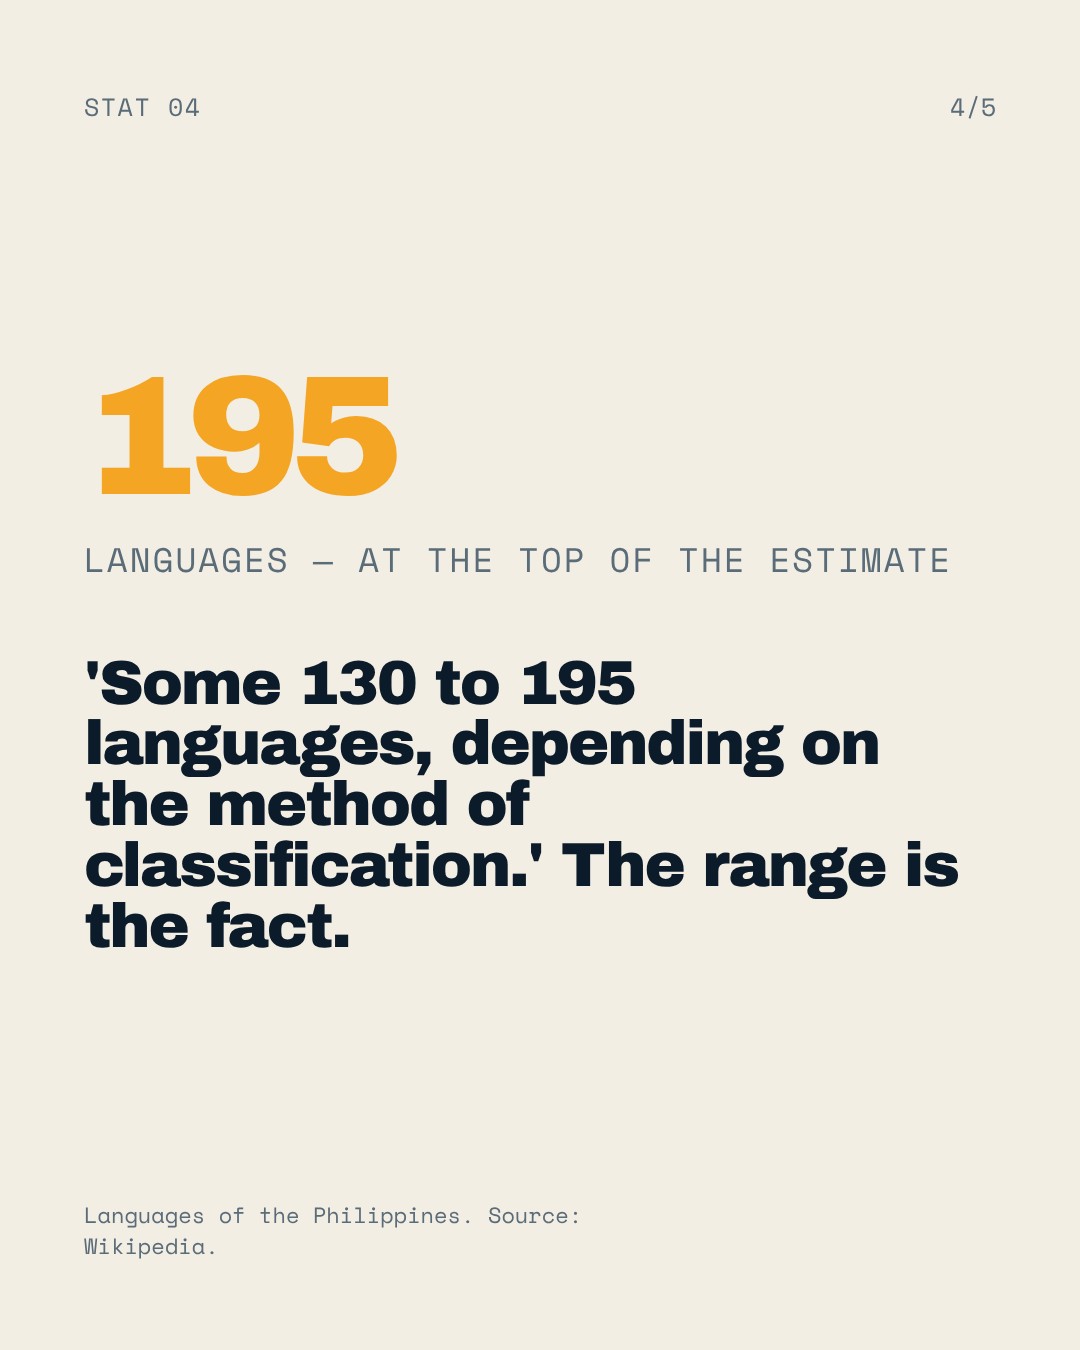 STAT 04
4/5
195
LANGUAGES — AT THE TOP OF THE ESTIMATE
'Some 130 to 195
languages, depending on
the method of
classification.' The range is
the fact.
Languages of the Philippines. Source:
Wikipedia.